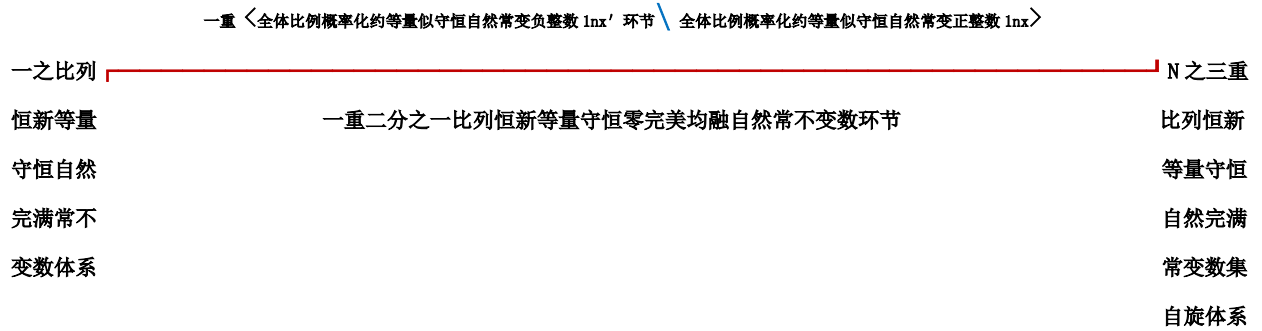 一重〈全体比例概率化约等量似守恒自然常变负整数 lnx′环节\ 全体比例概率化约等量似守恒自然常变正整数 lnx〉
一之比列
N 之三重
恒新等量
一重二分之一比列恒新等量守恒零完美均融自然常不变数环节
比列恒新
守恒自然
等量守恒
完满常不
自然完满
变数体系
常变数集
自旋体系